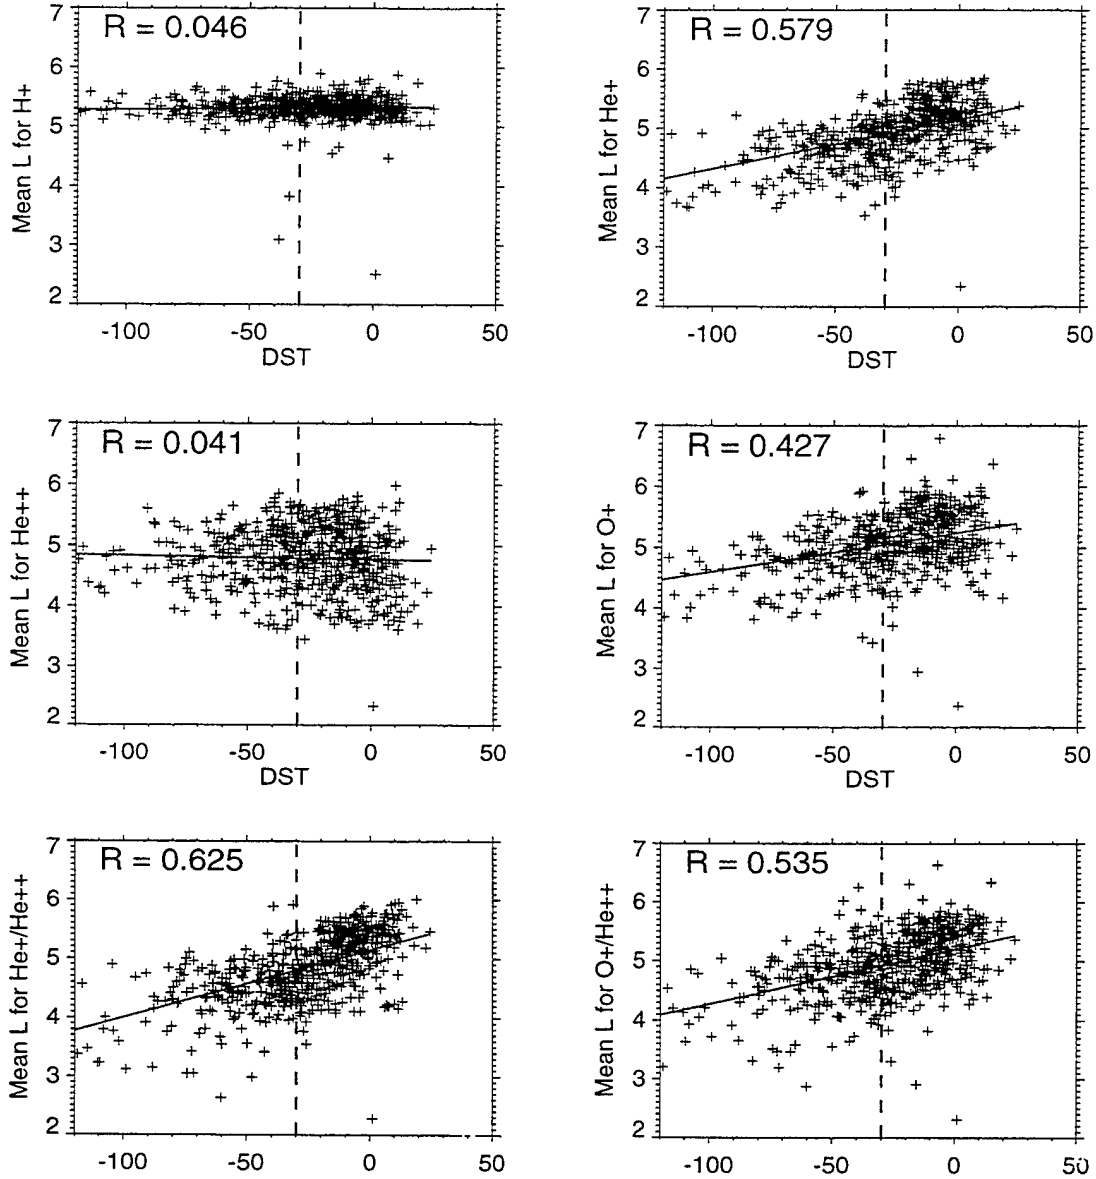 7
R = 0.046
6
5
4
3
2
Mean L for H+
-100 -50 0 50
DST
7
R = 0.579
6
5
4
3
2
Mean L for He+
-100 -50 0 50
DST
7
R = 0.041
6
5
4
3
2
Mean L for He++
-100 -50 0 50
DST
7
R = 0.427
6
5
4
3
2
Mean L for O+
-100 -50 0 50
DST
7
R = 0.625
6
5
4
3
2
Mean L for He+/He++
-100 -50 0 50
7
R = 0.535
6
5
4
3
2
Mean L for O+/He++
-100 -50 0 50